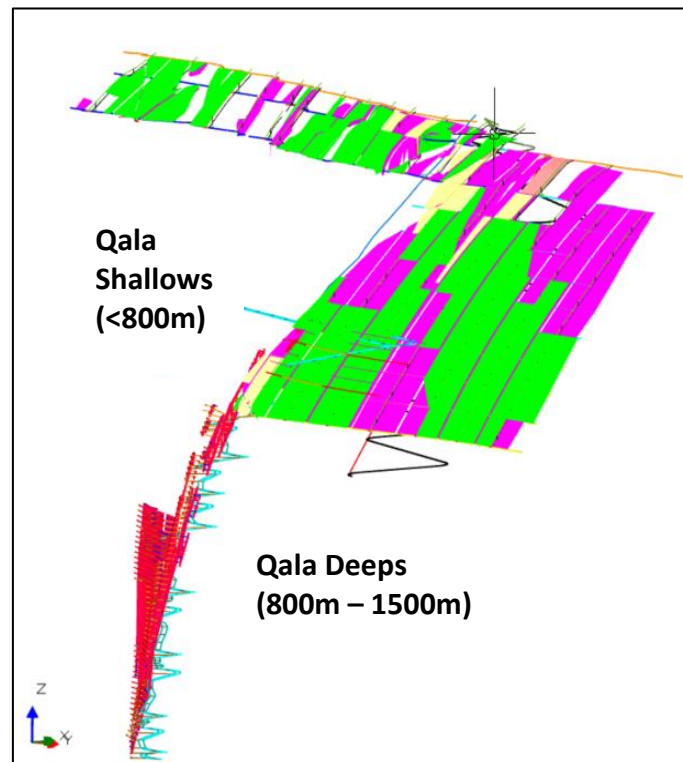 Qala
Shallows
(<800m)
Qala Deeps
(800m – 1500m)
Z
X
Y